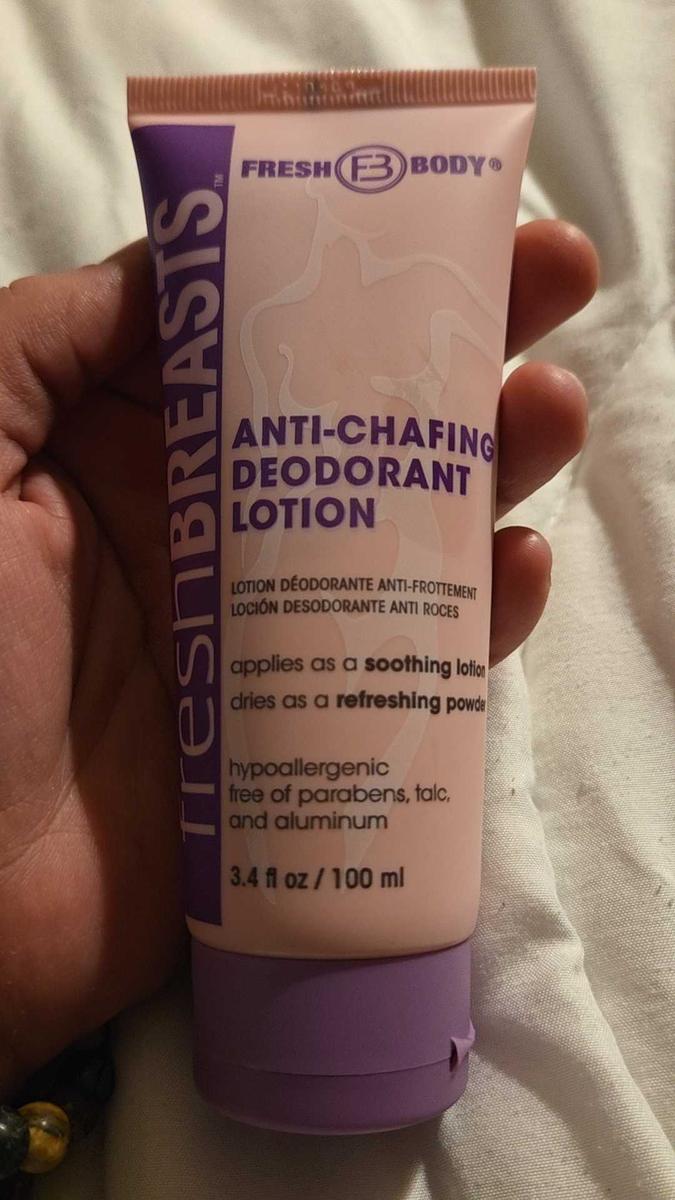 FRESH FB BODY®
freshBREASTS™
ANTI-CHAFING
DEODORANT
LOTION
LOTION DÉODORANTE ANTI-FROTTEMENT
LOCIÓN DESODORANTE ANTI ROCES
applies as a soothing lotion
dries as a refreshing powder
hypoallergenic
free of parabens, talc,
and aluminum
3.4 fl oz / 100 ml